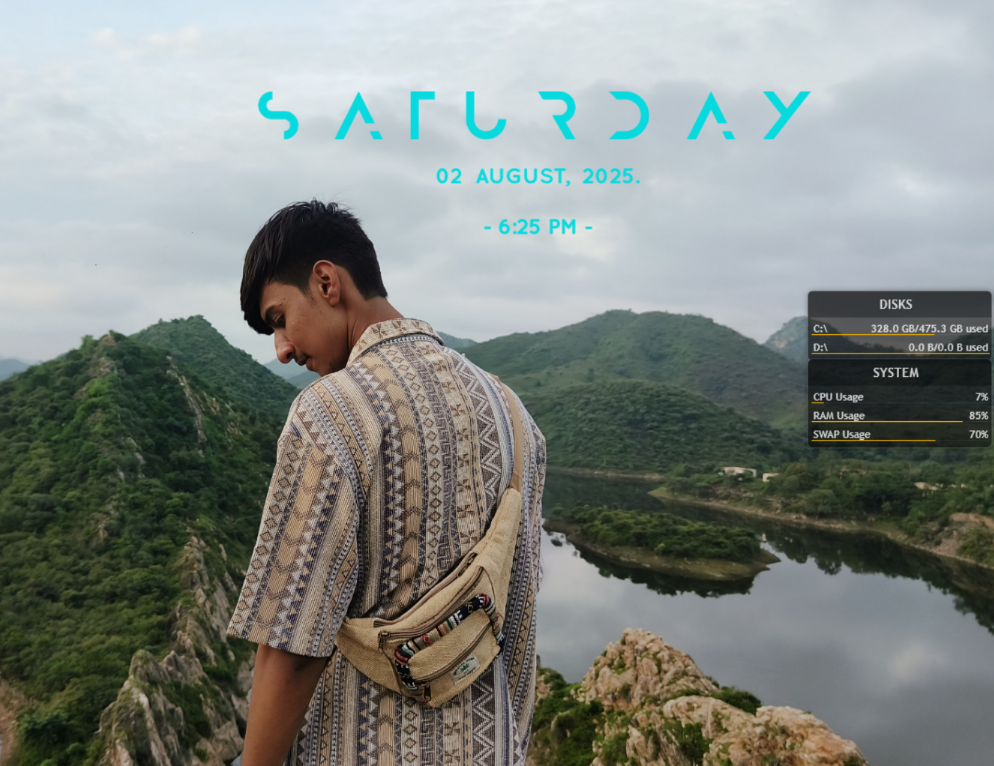 SATURDAY
02 AUGUST, 2025.
- 6:25 PM -
DISKS
C:\ 328.0 GB/475.3 GB used
D:\ 0.0 B/0.0 B used
SYSTEM
CPU Usage 7%
RAM Usage 85%
SWAP Usage 70%